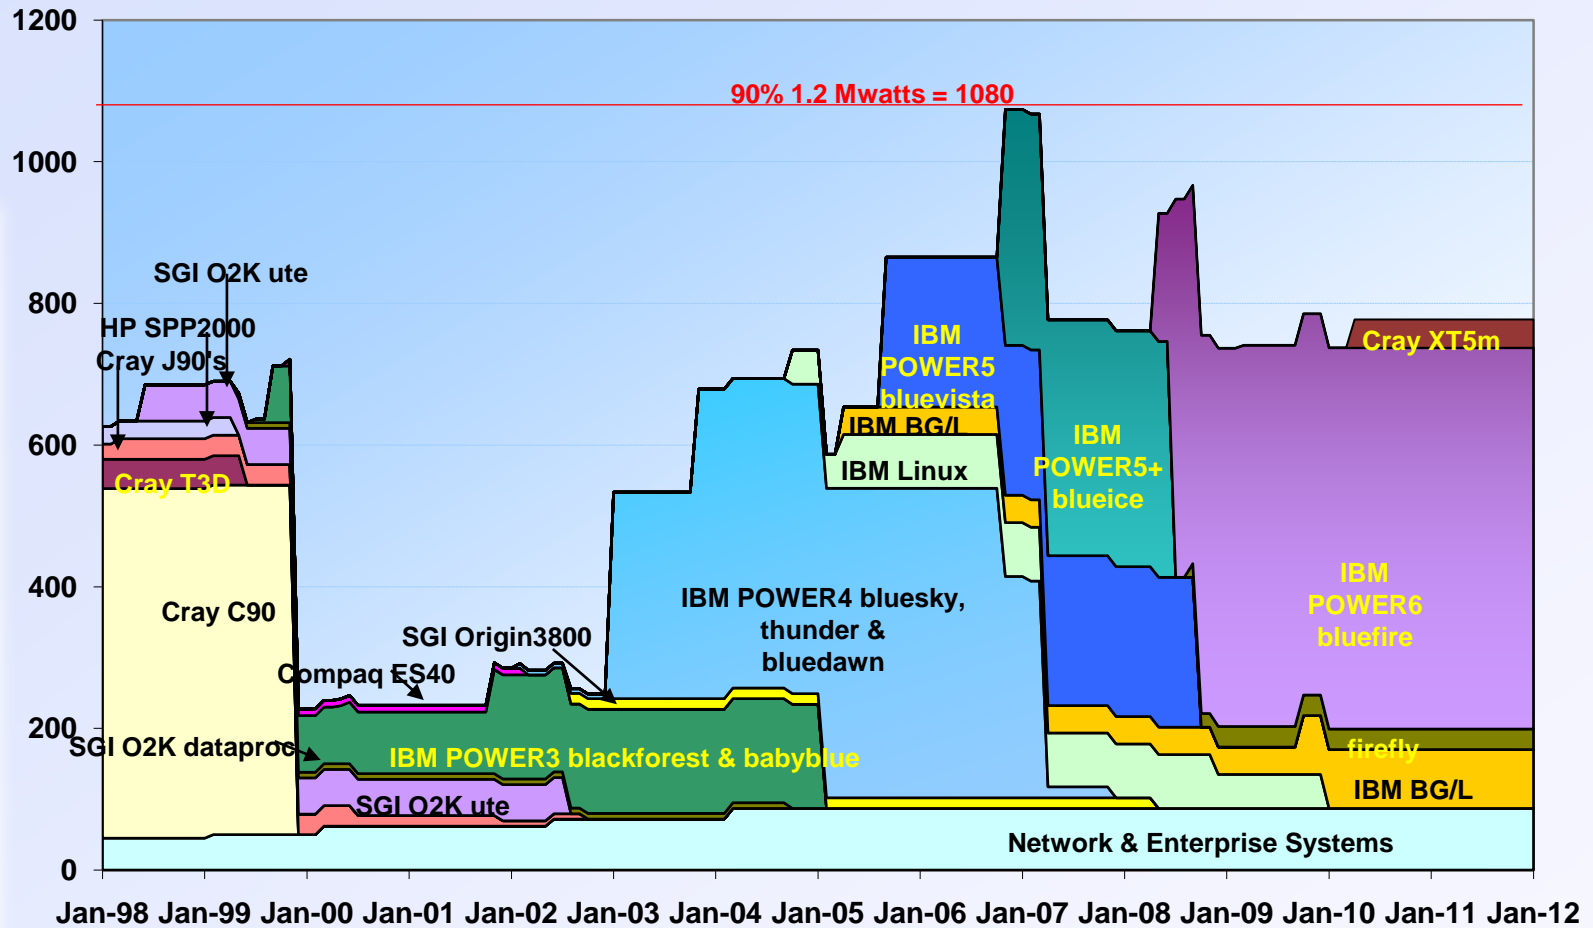 1200
1000
800
600
400
200
0
90% 1.2 Mwatts = 1080
SGI O2K ute
HP SPP2000
Cray J90's
Cray T3D
Cray C90
SGI O2K dataproc
Compaq ES40
SGI Origin3800
IBM POWER3 blackforest & babyblue
SGI O2K ute
IBM POWER4 bluesky,
thunder &
bluedawn
IBM
POWER5
bluevista
IBM BG/L
IBM Linux
IBM
POWER5+
blueice
IBM
POWER6
bluefire
Cray XT5m
firefly
IBM BG/L
Network & Enterprise Systems
Jan-98 Jan-99 Jan-00 Jan-01 Jan-02 Jan-03 Jan-04 Jan-05 Jan-06 Jan-07 Jan-08 Jan-09 Jan-10 Jan-11 Jan-12